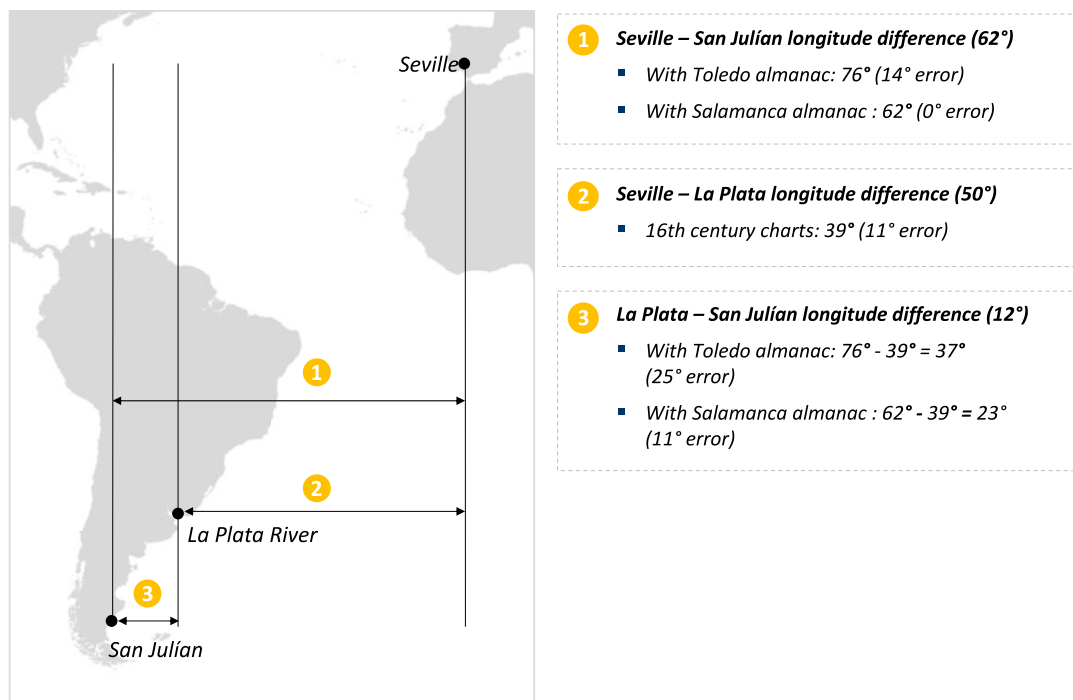 Seville
1
2
La Plata River
3
San Julían
1
Seville – San Julían longitude difference (62°)
▪ With Toledo almanac: 76° (14° error)
▪ With Salamanca almanac : 62° (0° error)
2
Seville – La Plata longitude difference (50°)
▪ 16th century charts: 39° (11° error)
3
La Plata – San Julían longitude difference (12°)
▪ With Toledo almanac: 76° - 39° = 37°
(25° error)
▪ With Salamanca almanac : 62° - 39° = 23°
(11° error)